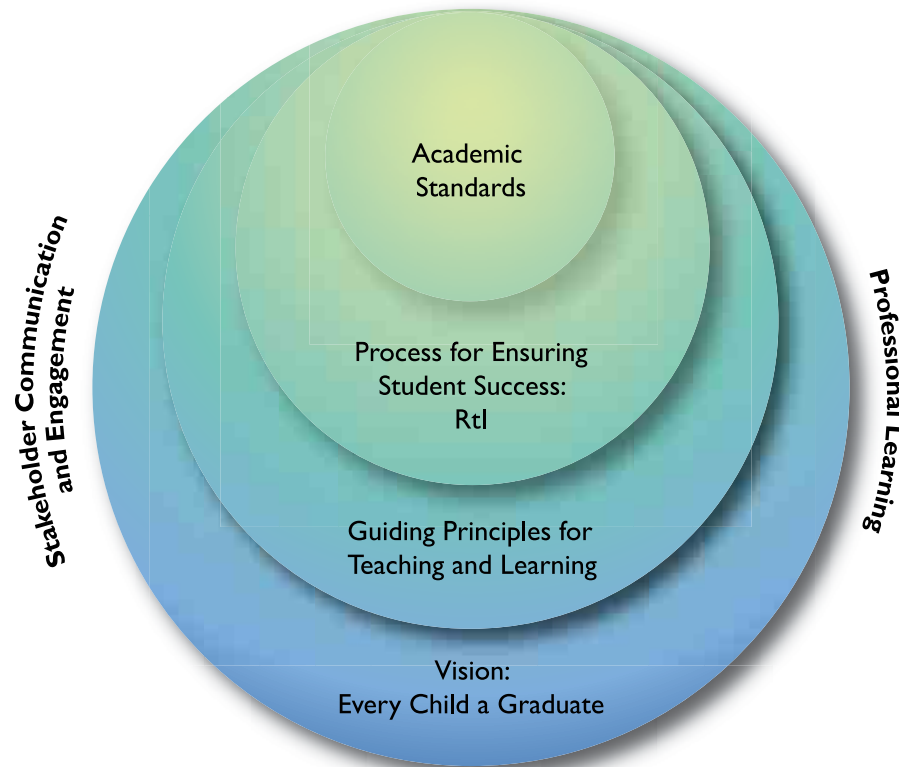 Academic
Standards
Process for Ensuring
Student Success:
RtI
Guiding Principles for
Teaching and Learning
Vision:
Every Child a Graduate
Stakeholder Communication
and Engagement
Professional Learning